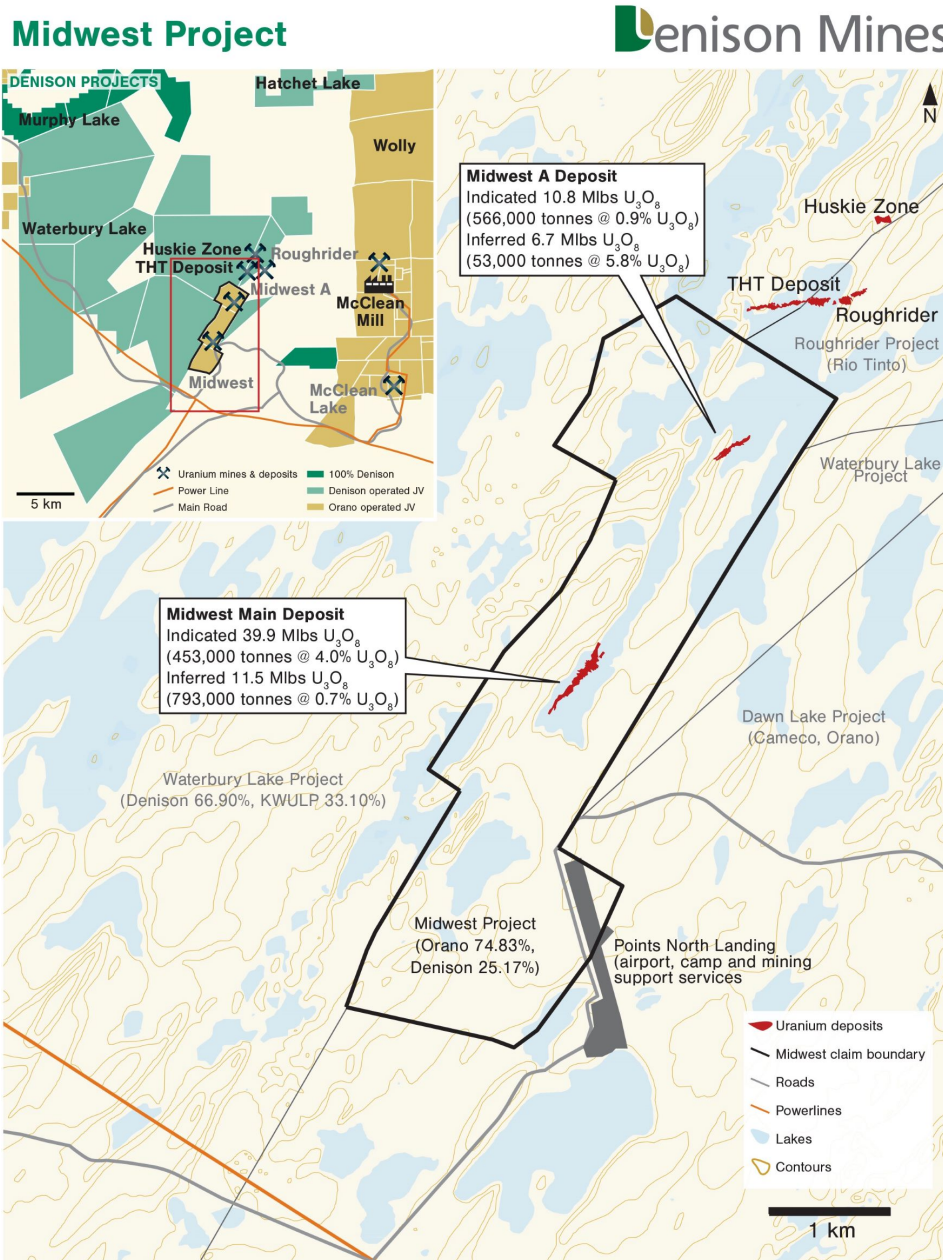 Midwest Project
Denison Mines
DENISON PROJECTS
Hatchet Lake
Murphy Lake
Wolly
Waterbury Lake
Huskie Zone
Roughrider
THT Deposit
Midwest A
McClean
Mill
Midwest
McClean
Lake
Uranium mines & deposits
Power Line
Main Road
100% Denison
Denison operated JV
Orano operated JV
5 km
N
Midwest A Deposit
Indicated 10.8 Mlbs U₃O₈
(566,000 tonnes @ 0.9% U₃O₈)
Inferred 6.7 Mlbs U₃O₈
(53,000 tonnes @ 5.8% U₃O₈)
Huskie Zone
THT Deposit
Roughrider
Roughrider Project
(Rio Tinto)
Waterbury Lake
Project
Midwest Main Deposit
Indicated 39.9 Mlbs U₃O₈
(453,000 tonnes @ 4.0% U₃O₈)
Inferred 11.5 Mlbs U₃O₈
(793,000 tonnes @ 0.7% U₃O₈)
Dawn Lake Project
(Cameco, Orano)
Waterbury Lake Project
(Denison 66.90%, KWULP 33.10%)
Midwest Project
(Orano 74.83%,
Denison 25.17%)
Points North Landing
(airport, camp and mining
support services
Uranium deposits
Midwest claim boundary
Roads
Powerlines
Lakes
Contours
1 km